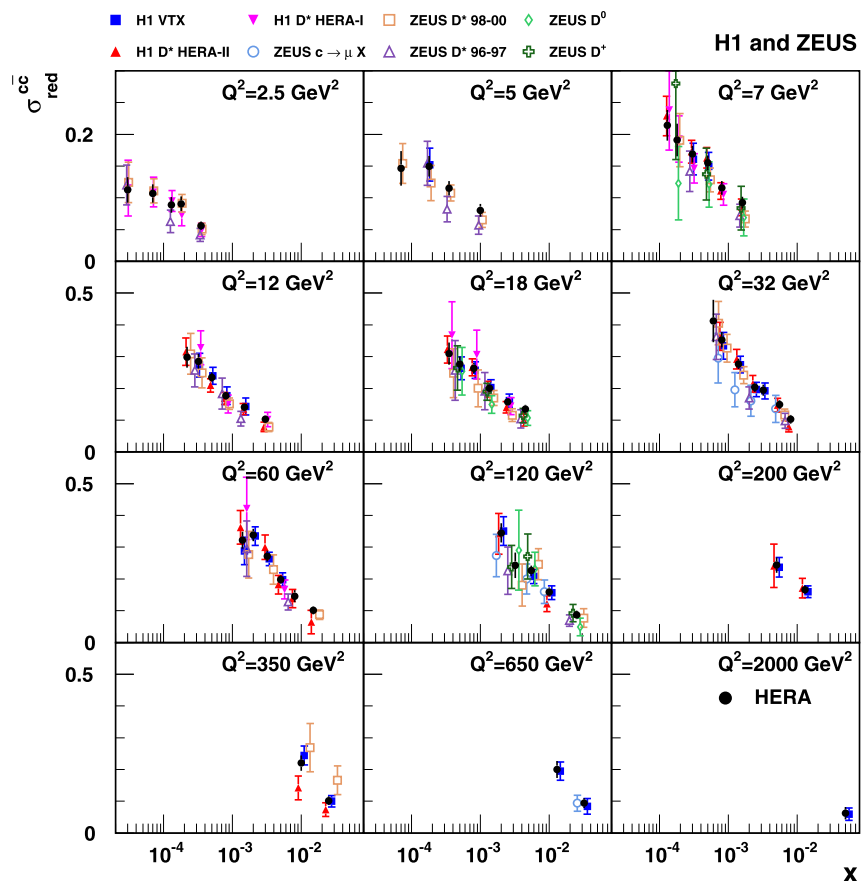 H1 VTX H1 D* HERA-I ZEUS D* 98-00 ZEUS D⁰
H1 D* HERA-II ZEUS c → μ X ZEUS D* 96-97 ZEUS D⁺ H1 and ZEUS
σ_red^cc̄
Q²=2.5 GeV² Q²=5 GeV² Q²=7 GeV²
0.2
0
Q²=12 GeV² Q²=18 GeV² Q²=32 GeV²
0.5
0
Q²=60 GeV² Q²=120 GeV² Q²=200 GeV²
0.5
0
Q²=350 GeV² Q²=650 GeV² Q²=2000 GeV²
0.5
HERA
0
10⁻⁴ 10⁻³ 10⁻² 10⁻⁴ 10⁻³ 10⁻² 10⁻⁴ 10⁻³ 10⁻²
x